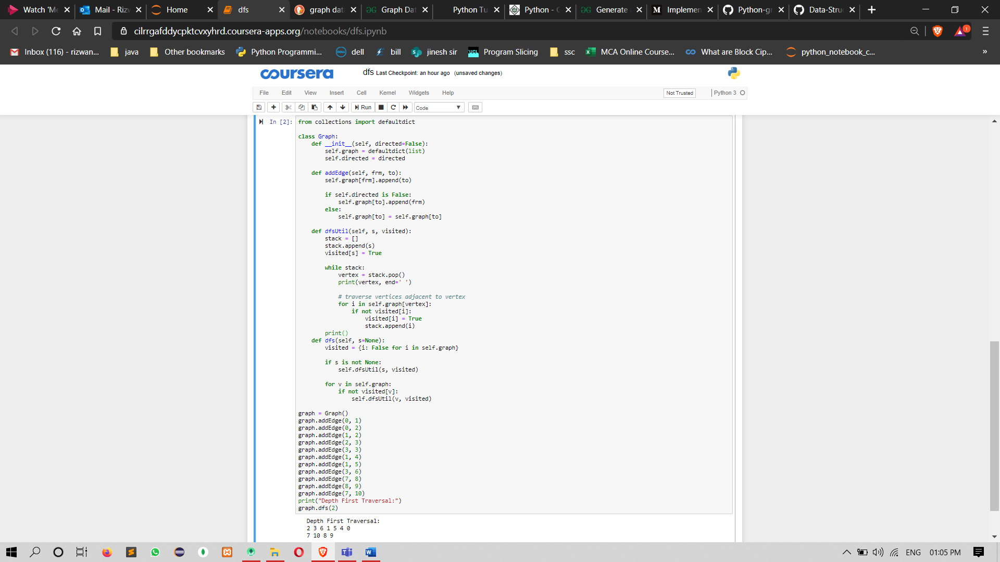 Watch 'Me
Mail - Rizw
Home
dfs
graph data
Graph Dat
Python Tu
Python - G
Generate a
M Implemen
Python-gr
Data-Struc
cilrrgafddycpktcvxyhrd.coursera-apps.org/notebooks/dfs.ipynb
1
Inbox (116) - rizwan...
java
Other bookmarks
Python Programmi...
dell
bill
jinesh sir
Program Slicing
ssc
MCA Online Course...
What are Block Cip...
python_notebook_c...
»
coursera
dfs Last Checkpoint: an hour ago (unsaved changes)
File Edit View Insert Cell Kernel Widgets Help
Not Trusted
Python 3
Run
Code
In [2]:
from collections import defaultdict
class Graph:
    def __init__(self, directed=False):
        self.graph = defaultdict(list)
        self.directed = directed
    def addEdge(self, frm, to):
        self.graph[frm].append(to)
        if self.directed is False:
            self.graph[to].append(frm)
        else:
            self.graph[to] = self.graph[to]
    def dfsUtil(self, s, visited):
        stack = []
        stack.append(s)
        visited[s] = True
        while stack:
            vertex = stack.pop()
            print(vertex, end=' ')
            # traverse vertices adjacent to vertex
            for i in self.graph[vertex]:
                if not visited[i]:
                    visited[i] = True
                    stack.append(i)
        print()
    def dfs(self, s=None):
        visited = {i: False for i in self.graph}
        if s is not None:
            self.dfsUtil(s, visited)
        for v in self.graph:
            if not visited[v]:
                self.dfsUtil(v, visited)
graph = Graph()
graph.addEdge(0, 1)
graph.addEdge(0, 2)
graph.addEdge(1, 2)
graph.addEdge(2, 3)
graph.addEdge(3, 3)
graph.addEdge(1, 4)
graph.addEdge(1, 5)
graph.addEdge(3, 6)
graph.addEdge(7, 8)
graph.addEdge(8, 9)
graph.addEdge(7, 10)
print("Depth First Traversal:")
graph.dfs(2)
Depth First Traversal:
2 3 6 1 5 4 0
7 10 8 9
ENG
01:05 PM